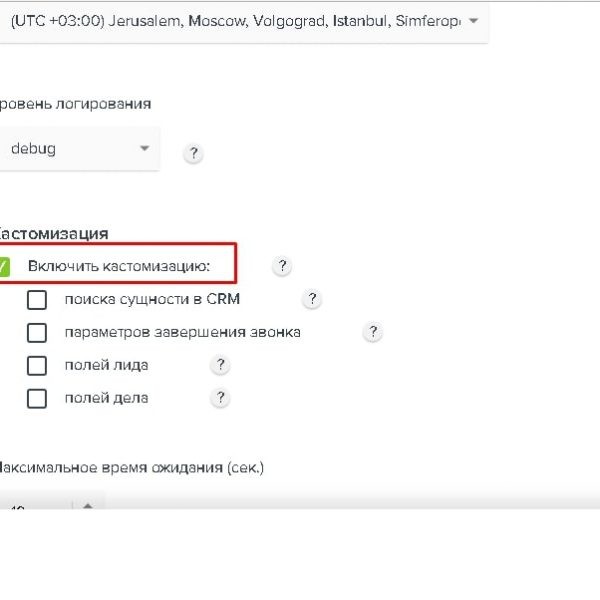 (UTC +03:00) Jerusalem, Moscow, Volgograd, Istanbul, Simferop
ровень логирования
debug
?
Кастомизация
Включить кастомизацию:
?
поиска сущности в CRM
?
параметров завершения звонка
?
полей лида
?
полей дела
?
Максимальное время ожидания (сек.)